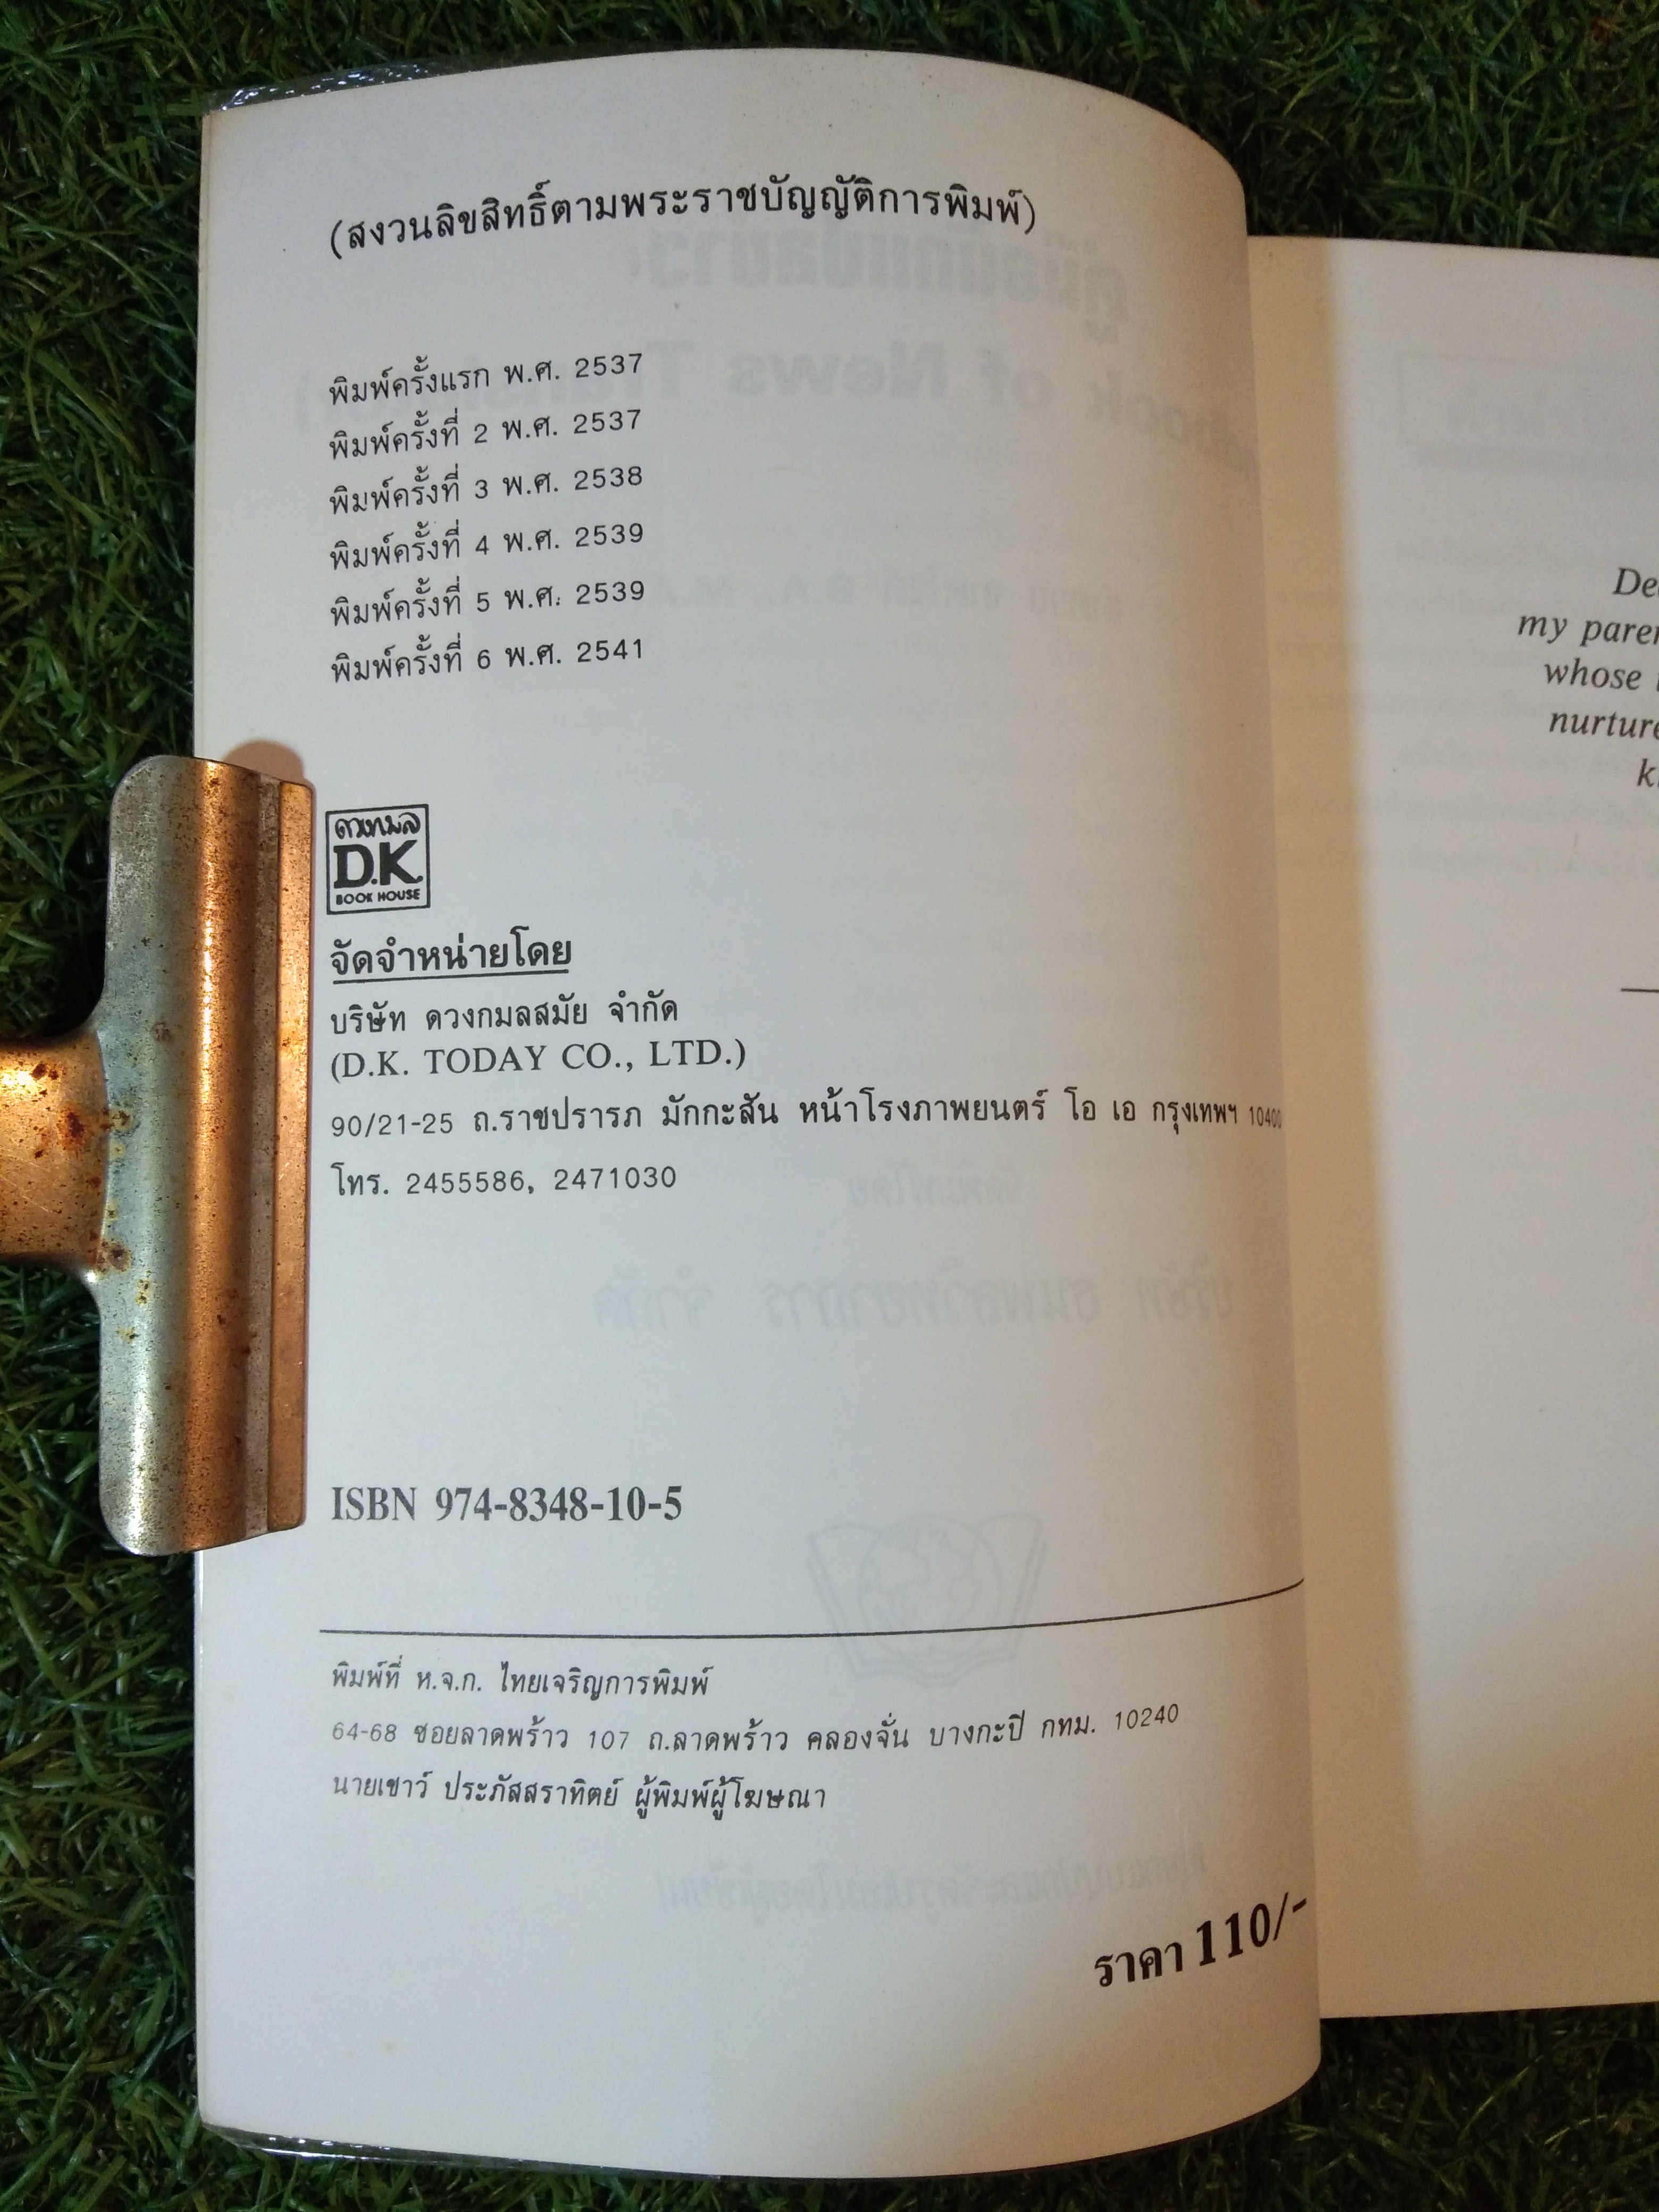 (สงวนลิขสิทธิ์ตามพระราชบัญญัติการพิมพ์)
พิมพ์ครั้งแรก พ.ศ. 2537
พิมพ์ครั้งที่ 2 พ.ศ. 2537
พิมพ์ครั้งที่ 3 พ.ศ. 2538
พิมพ์ครั้งที่ 4 พ.ศ. 2539
พิมพ์ครั้งที่ 5 พ.ศ. 2539
พิมพ์ครั้งที่ 6 พ.ศ. 2541
ดวงกมล
D.K.
BOOK HOUSE
จัดจำหน่ายโดย
บริษัท ดวงกมลสมัย จำกัด
(D.K. TODAY CO., LTD.)
90/21-25 ถ.ราชปรารภ มักกะสัน หน้าโรงภาพยนตร์ โอ เอ กรุงเทพฯ 10400
โทร. 2455586, 2471030
ISBN 974-8348-10-5
พิมพ์ที่ ห.จ.ก. ไทยเจริญการพิมพ์
64-68 ซอยลาดพร้าว 107 ถ.ลาดพร้าว คลองจั่น บางกะปิ กทม. 10240
นายเชาว์ ประภัสสราทิตย์ ผู้พิมพ์ผู้โฆษณา
ราคา 110/-
my
whose